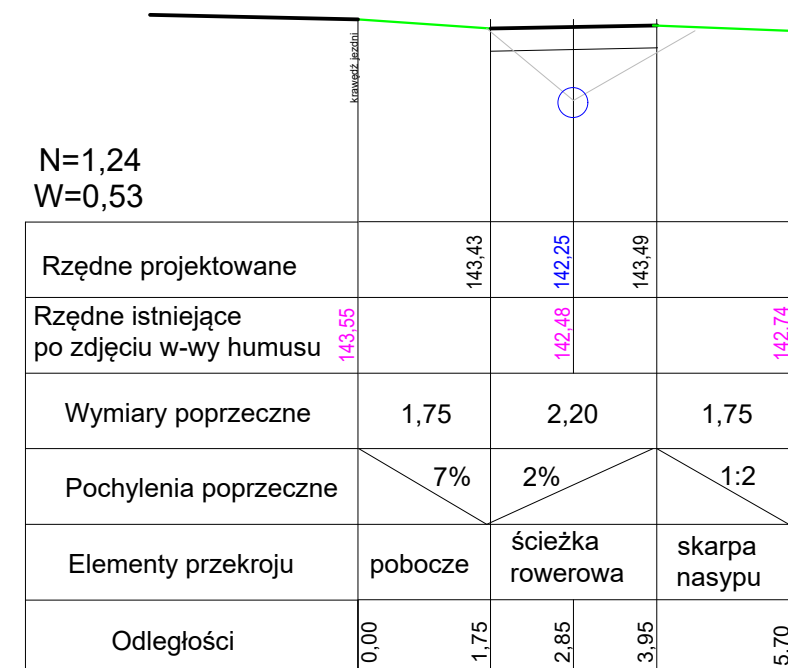 krawędź jezdni
N=1,24
W=0,53
Rzędne projektowane
143,43
142,25
143,49
Rzędne istniejące
po zdjęciu w-wy humusu
143,55
142,48
142,74
Wymiary poprzeczne
1,75
2,20
1,75
Pochylenia poprzeczne
7%
2%
1:2
Elementy przekroju
pobocze
ścieżka
rowerowa
skarpa
nasypu
Odległości
0,00
1,75
2,85
3,95
5,70